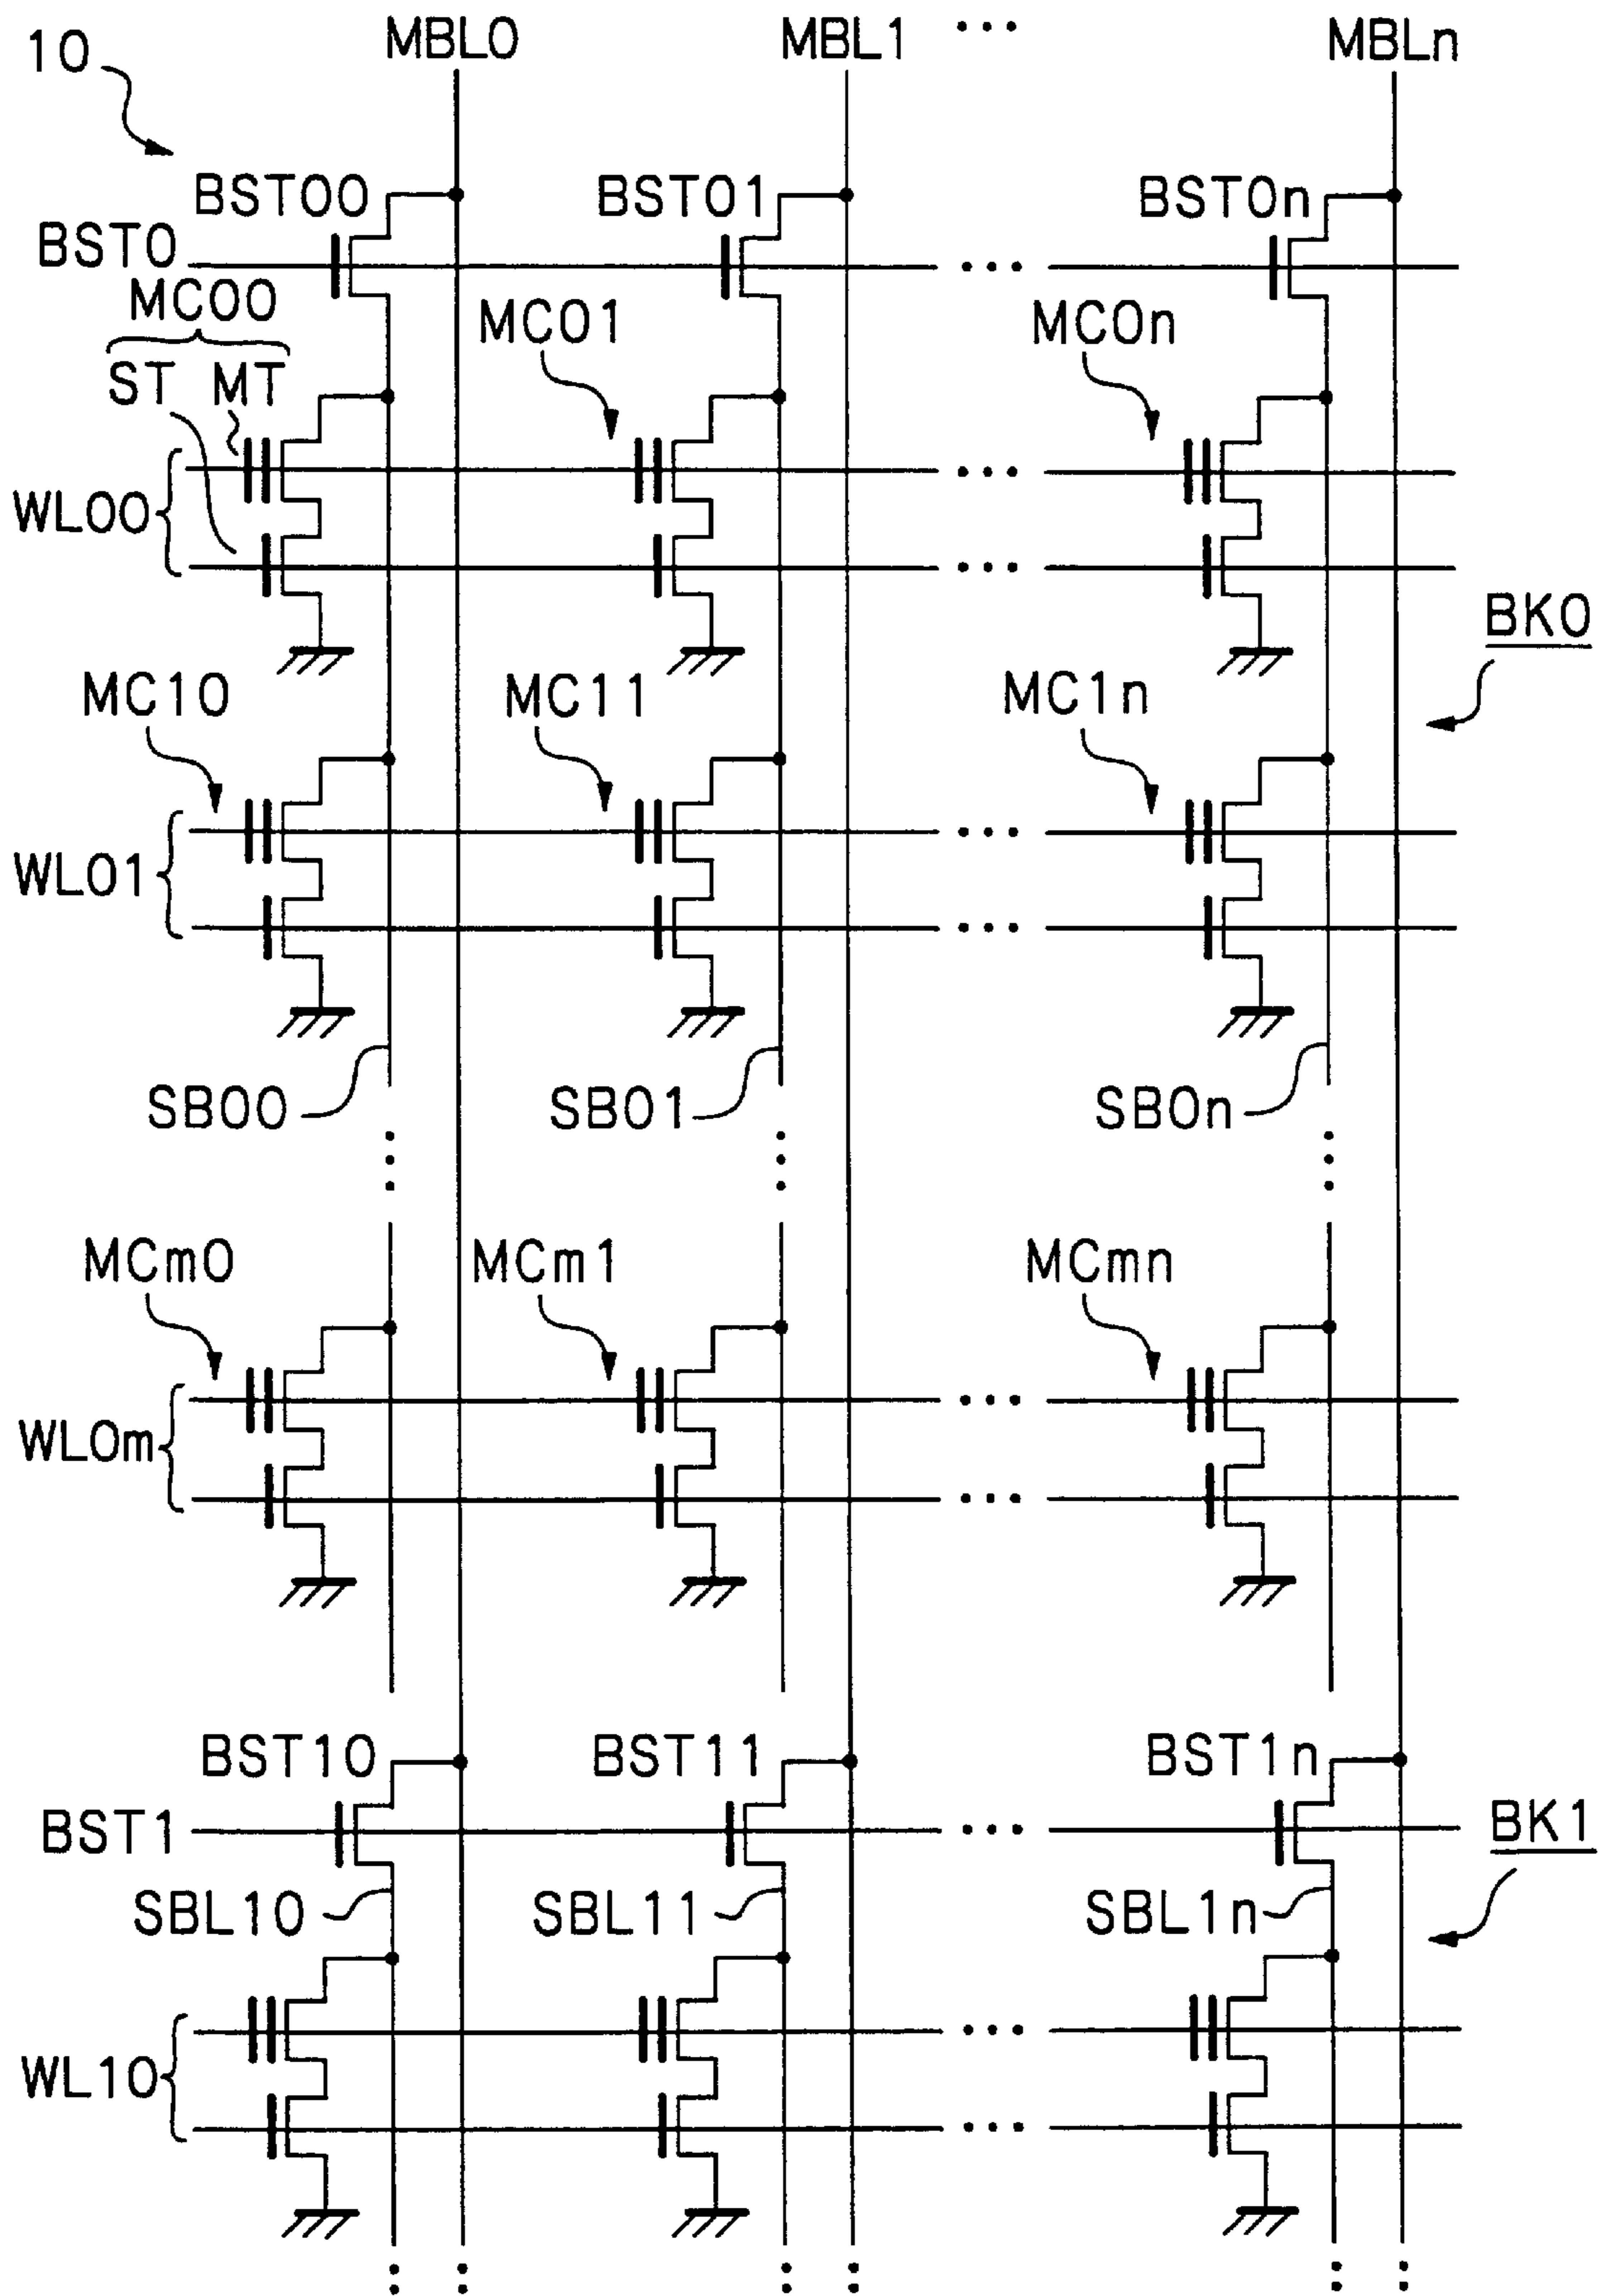 MBL0 MBL1 ... MBLn
10
BST00 BST01 BST0n
BST0
MC00 MC01 MC0n
ST MT
WL00
BK0
MC10 MC11 MC1n
WL01
SB00 SB01 SB0n
MCm0 MCm1 MCmn
WL0m
BST10 BST11 BST1n
BST1
BK1
SBL10 SBL11 SBL1n
WL10